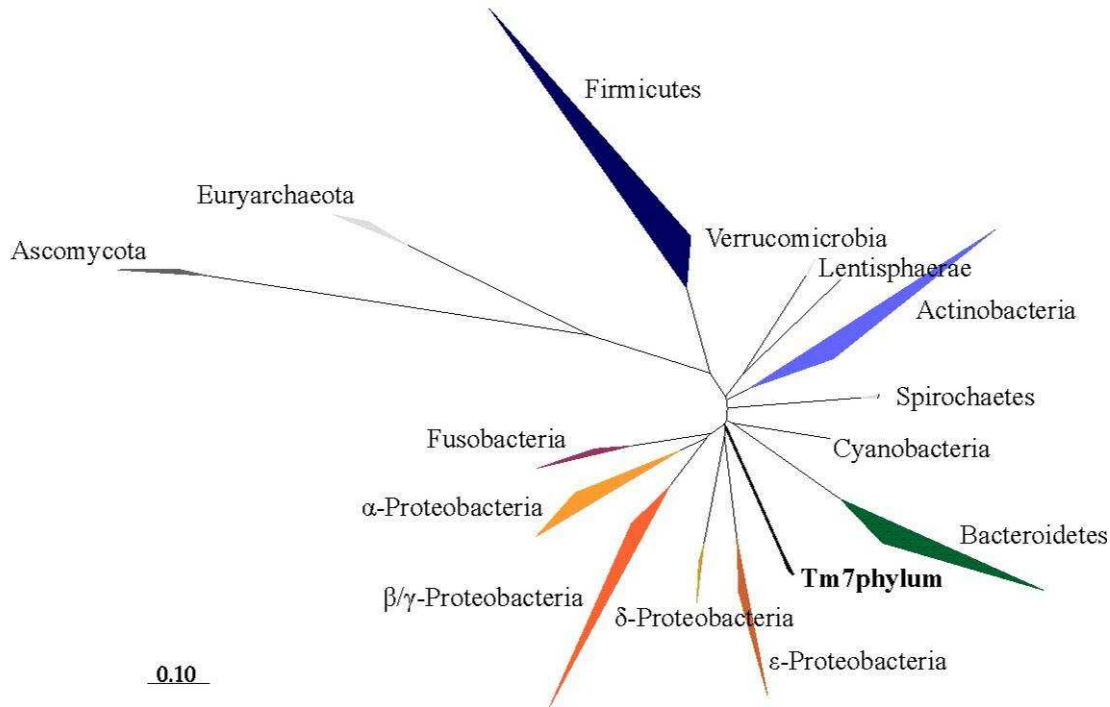 Firmicutes
Euryarchaeota
Ascomycota
Verrucomicrobia
Lentisphaerae
Actinobacteria
Spirochaetes
Fusobacteria
Cyanobacteria
α-Proteobacteria
Bacteroidetes
Tm7phylum
β/γ-Proteobacteria
δ-Proteobacteria
ε-Proteobacteria
0.10